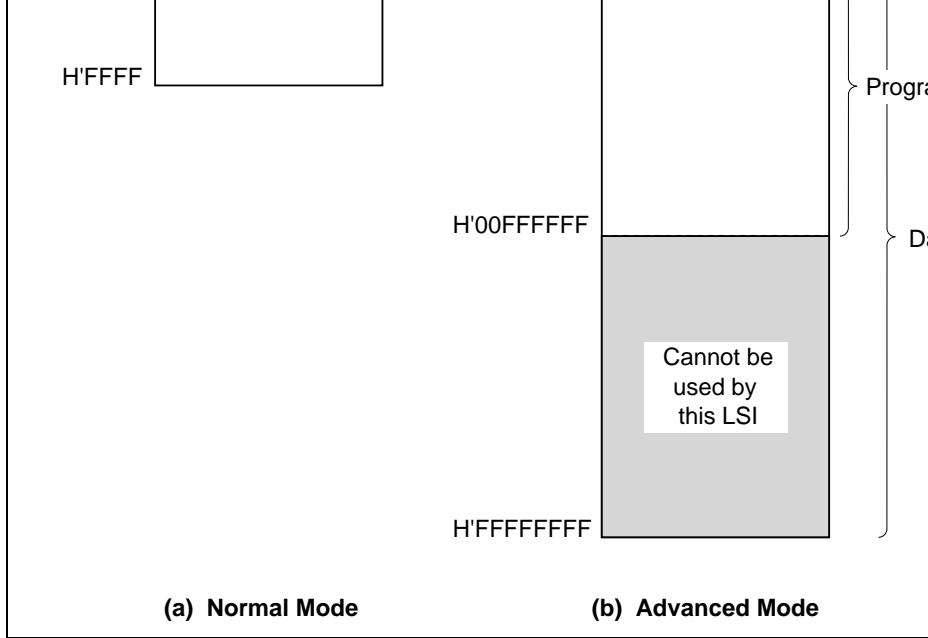 H'FFFF
Progra
H'00FFFFFF
Da
Cannot be
used by
this LSI
H'FFFFFFFF
(a) Normal Mode
(b) Advanced Mode